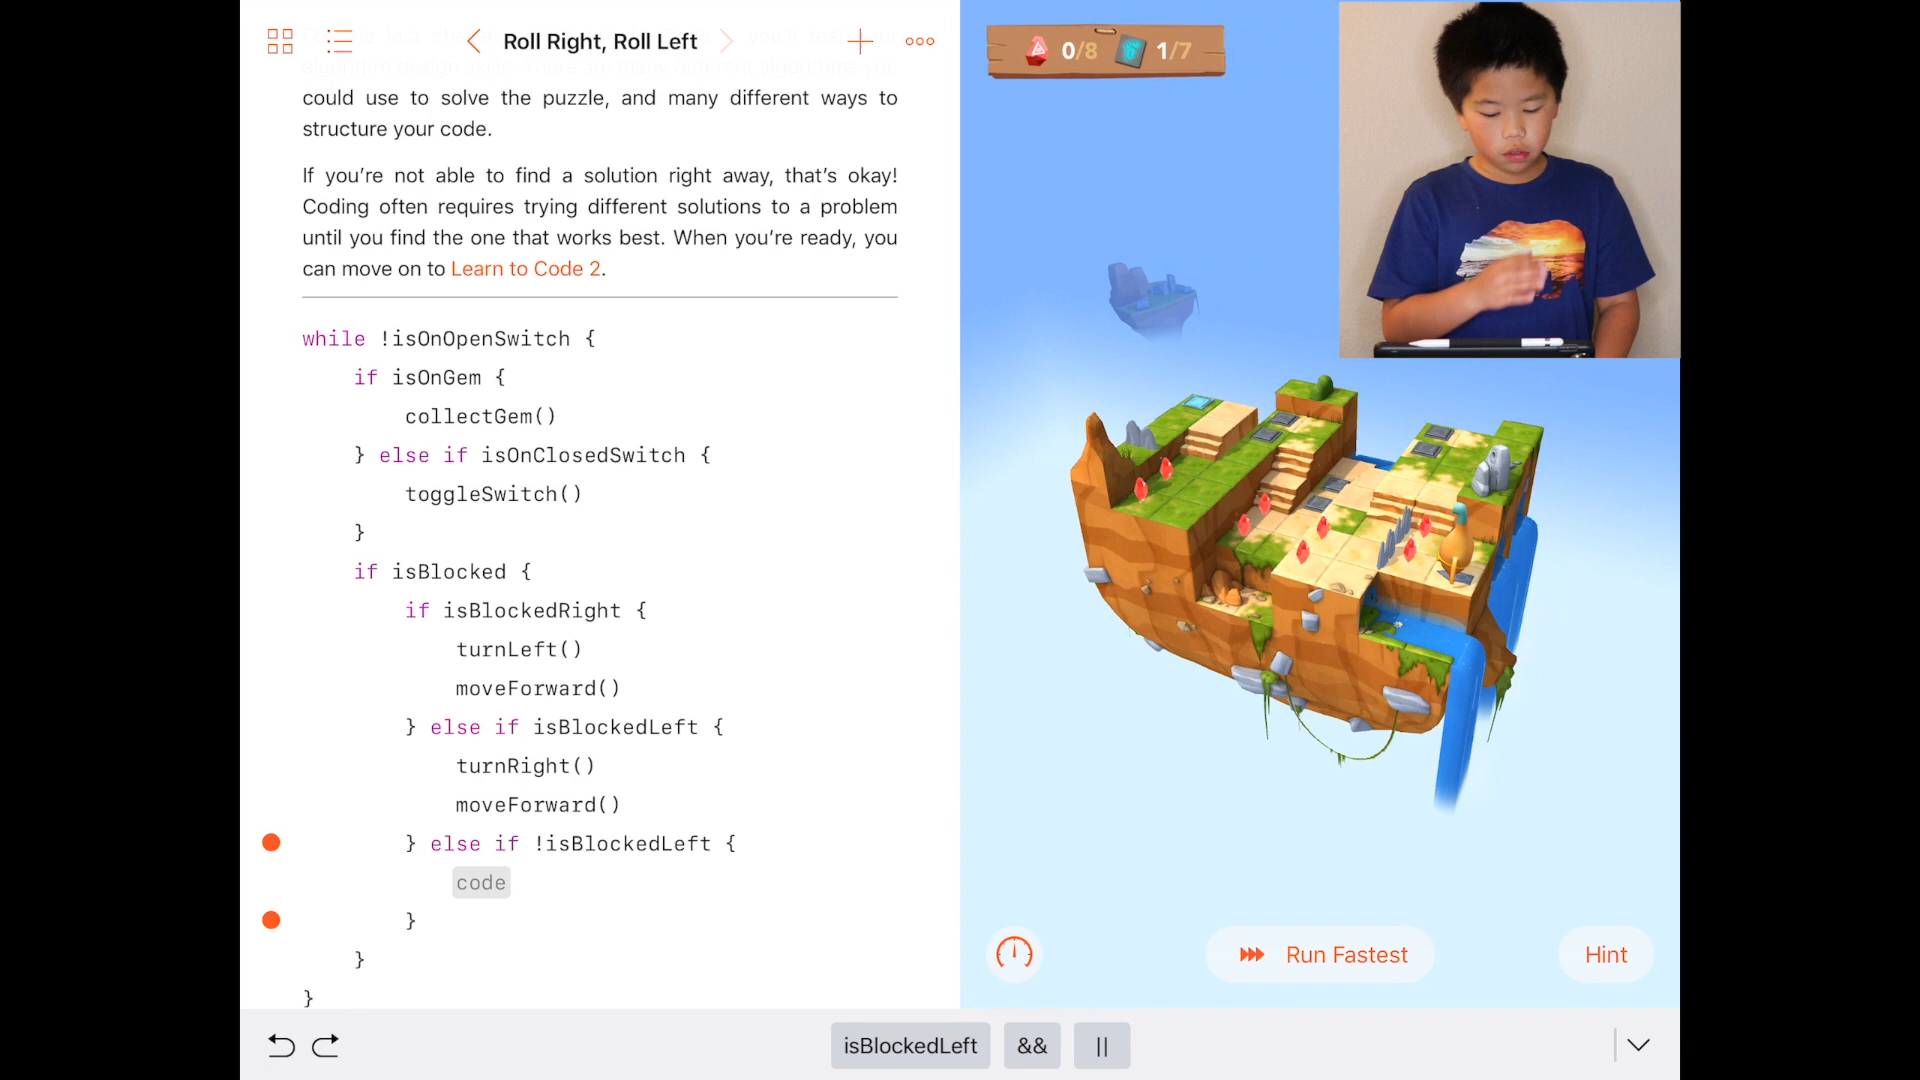 Roll Right, Roll Left
could use to solve the puzzle, and many different ways to
structure your code.
If you’re not able to find a solution right away, that’s okay!
Coding often requires trying different solutions to a problem
until you find the one that works best. When you’re ready, you
can move on to Learn to Code 2.
while !isOnOpenSwitch {
if isOnGem {
collectGem()
} else if isOnClosedSwitch {
toggleSwitch()
}
if isBlocked {
if isBlockedRight {
turnLeft()
moveForward()
} else if isBlockedLeft {
turnRight()
moveForward()
} else if !isBlockedLeft {
code
}
}
}
isBlockedLeft && ||
0/8 1/7
Run Fastest
Hint